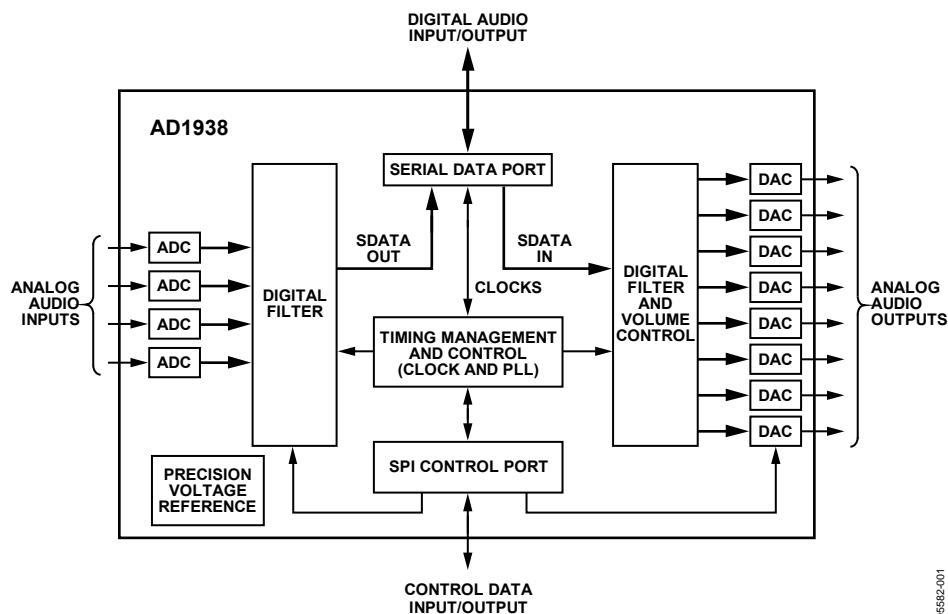 DIGITAL AUDIO
INPUT/OUTPUT
AD1938
SERIAL DATA PORT
ADC
ADC
ADC
ADC
ANALOG
AUDIO
INPUTS
DIGITAL
FILTER
SDATA
OUT
SDATA
IN
CLOCKS
TIMING MANAGEMENT
AND CONTROL
(CLOCK AND PLL)
DIGITAL
FILTER
AND
VOLUME
CONTROL
DAC
DAC
DAC
DAC
DAC
DAC
DAC
DAC
ANALOG
AUDIO
OUTPUTS
PRECISION
VOLTAGE
REFERENCE
SPI CONTROL PORT
CONTROL DATA
INPUT/OUTPUT